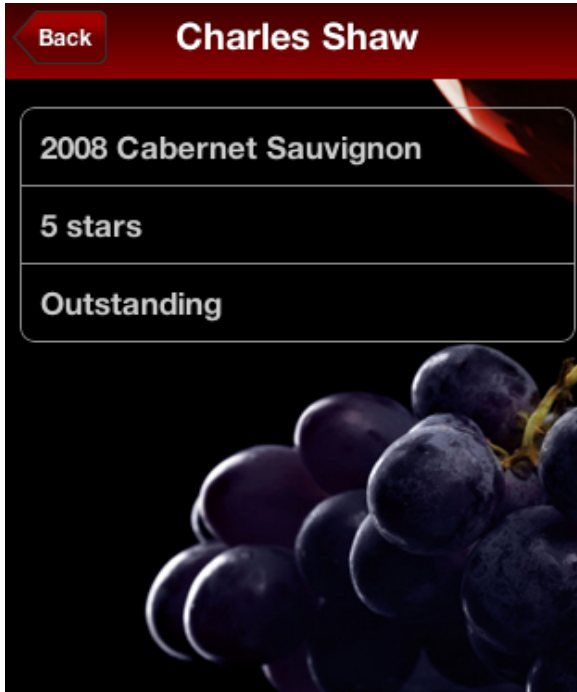 Back
Charles Shaw
2008 Cabernet Sauvignon
5 stars
Outstanding